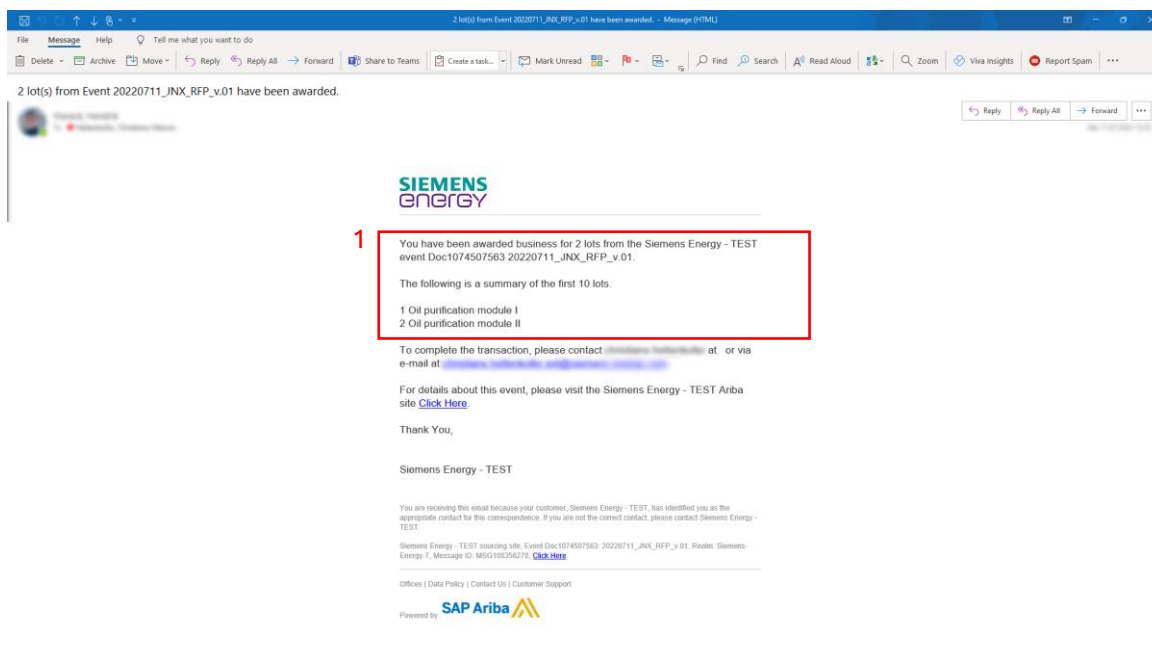 2 lot(s) from Event 20220711_JNX_RFP_v.01 have been awarded. - Message (HTML)
File Message Help Tell me what you want to do
Delete Archive Move Reply Reply All Forward Share to Teams Create a task... Mark Unread Find Search Read Aloud Zoom Viva Insights Report Spam
2 lot(s) from Event 20220711_JNX_RFP_v.01 have been awarded.
Reply Reply All Forward
SIEMENS
energy
1
You have been awarded business for 2 lots from the Siemens Energy - TEST
event Doc1074507563 20220711_JNX_RFP_v.01.
The following is a summary of the first 10 lots.
1 Oil purification module I
2 Oil purification module II
To complete the transaction, please contact at or via
e-mail at
For details about this event, please visit the Siemens Energy - TEST Ariba
site Click Here.
Thank You,
Siemens Energy - TEST
You are receiving this email because your customer, Siemens Energy - TEST, has identified you as the
appropriate contact for this correspondence. If you are not the correct contact, please contact Siemens Energy -
TEST.
Siemens Energy - TEST sourcing site, Event Doc1074507563: 20220711_JNX_RFP_v.01, Realm: Siemens-
Energy-T, Message ID: MSG108356278, Click Here
Offices | Data Policy | Contact Us | Customer Support
Powered by SAP Ariba